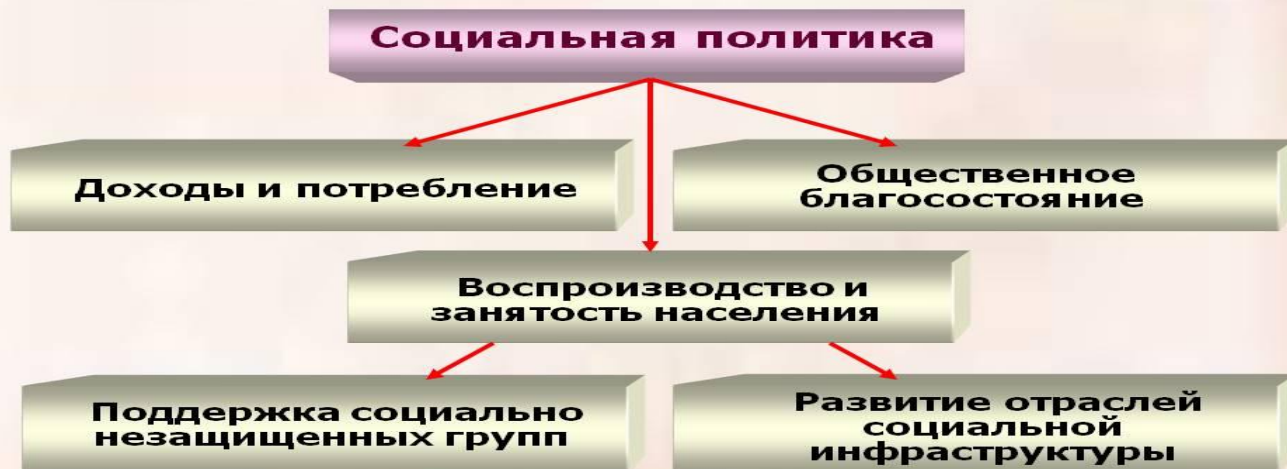 Социальная политика
Доходы и потребление
Общественное
благосостояние
Воспроизводство и
занятость населения
Поддержка социально
незащищенных групп
Развитие отраслей
социальной
инфраструктуры